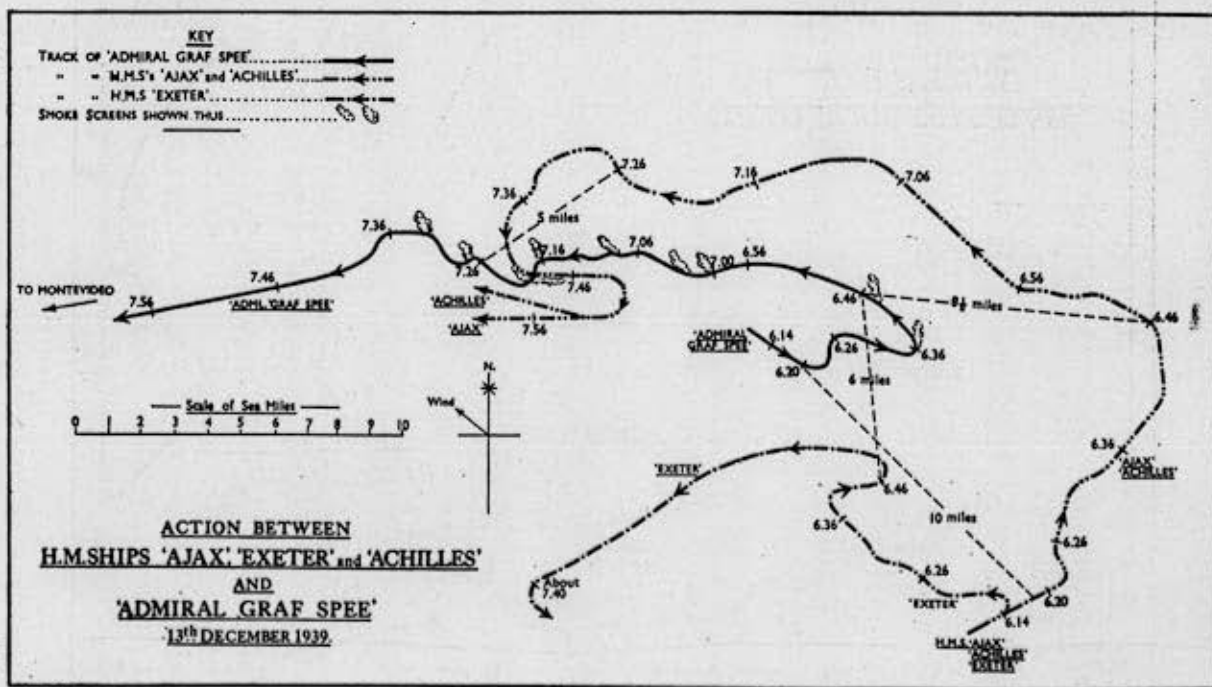 KEY
TRACK OF 'ADMIRAL GRAF SPEE'
" " H.M.S's 'AJAX' and 'ACHILLES'
" " H.M.S 'EXETER'
SMOKE SCREENS SHOWN THUS
7.26
7.16
7.06
7.36
5 miles
7.36
7.26
7.16
7.06
7.00
6.56
6.56
7.46
7.46
TO MONTEVIDEO
7.56
'ADML. GRAF SPEE'
'ACHILLES'
'AJAX'
7.56
6.46
8½ miles
6.46
'ADMIRAL
GRAF SPEE'
6.14
6.20
6.26
6.36
6 miles
N.
Wind
Scale of Sea Miles
0 1 2 3 4 5 6 7 8 9 10
6.36
'AJAX'
'ACHILLES'
'EXETER'
6.46
6.36
10 miles
6.26
6.26
About
7.40
'EXETER'
6.20
6.14
H.M.S. 'AJAX'
'ACHILLES'
'EXETER'
ACTION BETWEEN
H.M.SHIPS 'AJAX', 'EXETER' and 'ACHILLES'
AND
'ADMIRAL GRAF SPEE'
13th DECEMBER 1939.